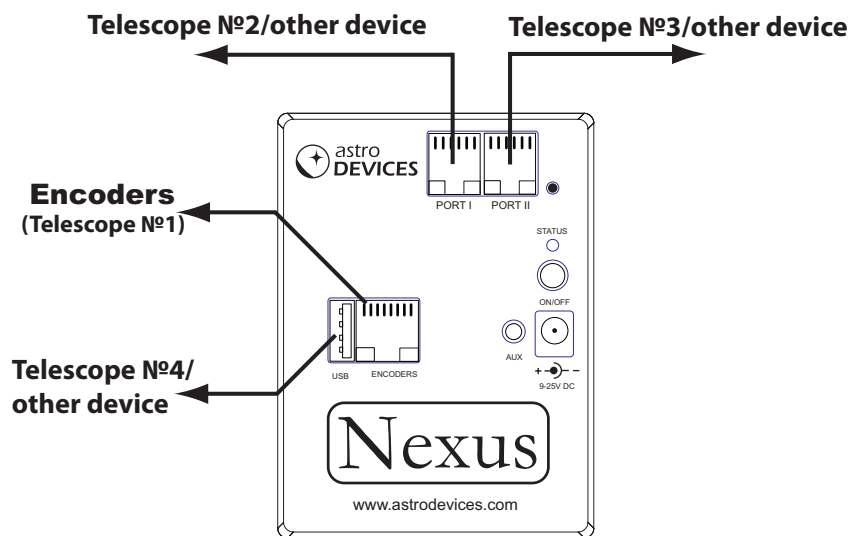 Telescope №2/other device
Telescope №3/other device
astro
DEVICES
PORT I
PORT II
Encoders
(Telescope №1)
STATUS
ON/OFF
AUX
+ - -
9-25V DC
Telescope №4/
other device
USB
ENCODERS
Nexus
www.astrodevices.com